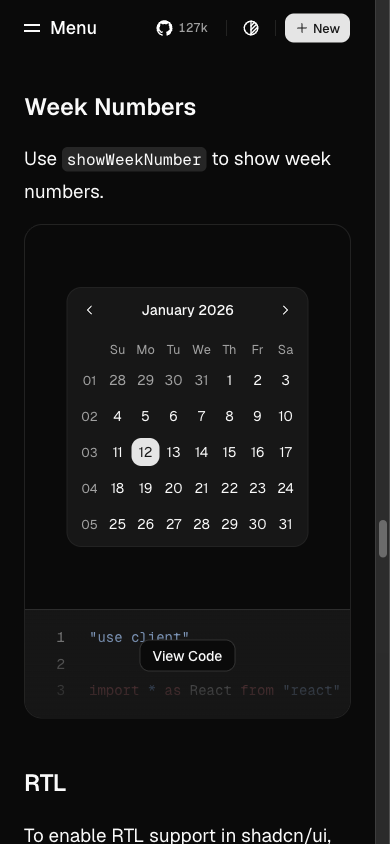 Menu 127k + New
Week Numbers
Use showWeekNumber to show week
numbers.
January 2026
Su Mo Tu We Th Fr Sa
01 28 29 30 31 1 2 3
02 4 5 6 7 8 9 10
03 11 12 13 14 15 16 17
04 18 19 20 21 22 23 24
05 25 26 27 28 29 30 31
1 "use client"
View Code
2
3 import * as React from "react"
RTL
To enable RTL support in shadcn/ui,